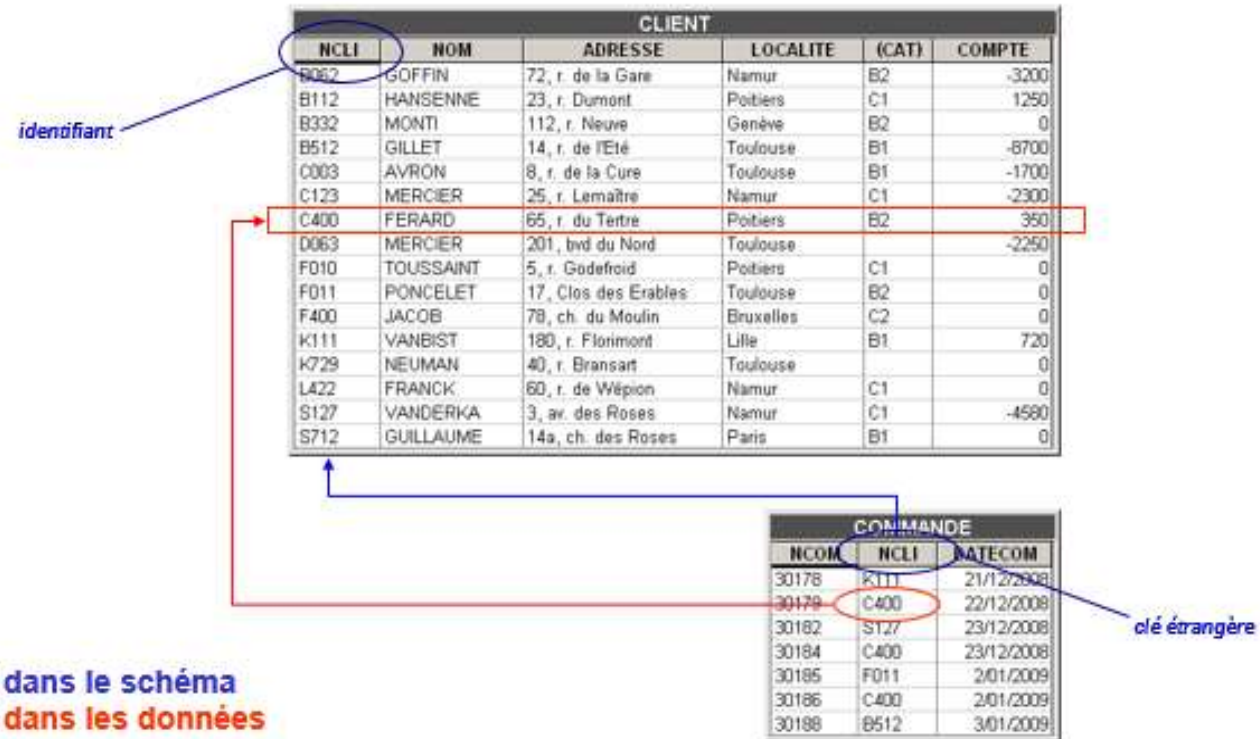 CLIENT
NCLI NOM ADRESSE LOCALITE (CAT) COMPTE
B062 GOFFIN 72, r. de la Gare Namur B2 -3200
B112 HANSENNE 23, r. Dumont Poitiers C1 1250
B332 MONTI 112, r. Neuve Genève B2 0
B512 GILLET 14, r. de l'Eté Toulouse B1 -8700
C003 AVRON 8, r. de la Cure Toulouse B1 -1700
C123 MERCIER 25, r. Lemaître Namur C1 -2300
C400 FERARD 65, r. du Tertre Poitiers B2 350
D063 MERCIER 201, bvd du Nord Toulouse -2250
F010 TOUSSAINT 5, r. Godefroid Poitiers C1 0
F011 PONCELET 17, Clos des Erables Toulouse B2 0
F400 JACOB 78, ch. du Moulin Bruxelles C2 0
K111 VANBIST 180, r. Florimont Lille B1 720
K729 NEUMAN 40, r. Bransart Toulouse 0
L422 FRANCK 60, r. de Wépion Namur C1 0
S127 VANDERKA 3, av. des Roses Namur C1 -4580
S712 GUILLAUME 14a, ch. des Roses Paris B1 0
identifiant
COMMANDE
NCOM NCLI DATECOM
30178 K111 21/12/2008
30179 C400 22/12/2008
30182 S127 23/12/2008
30184 C400 23/12/2008
30185 F011 2/01/2009
30186 C400 2/01/2009
30188 B512 3/01/2009
clé étrangère
dans le schéma
dans les données